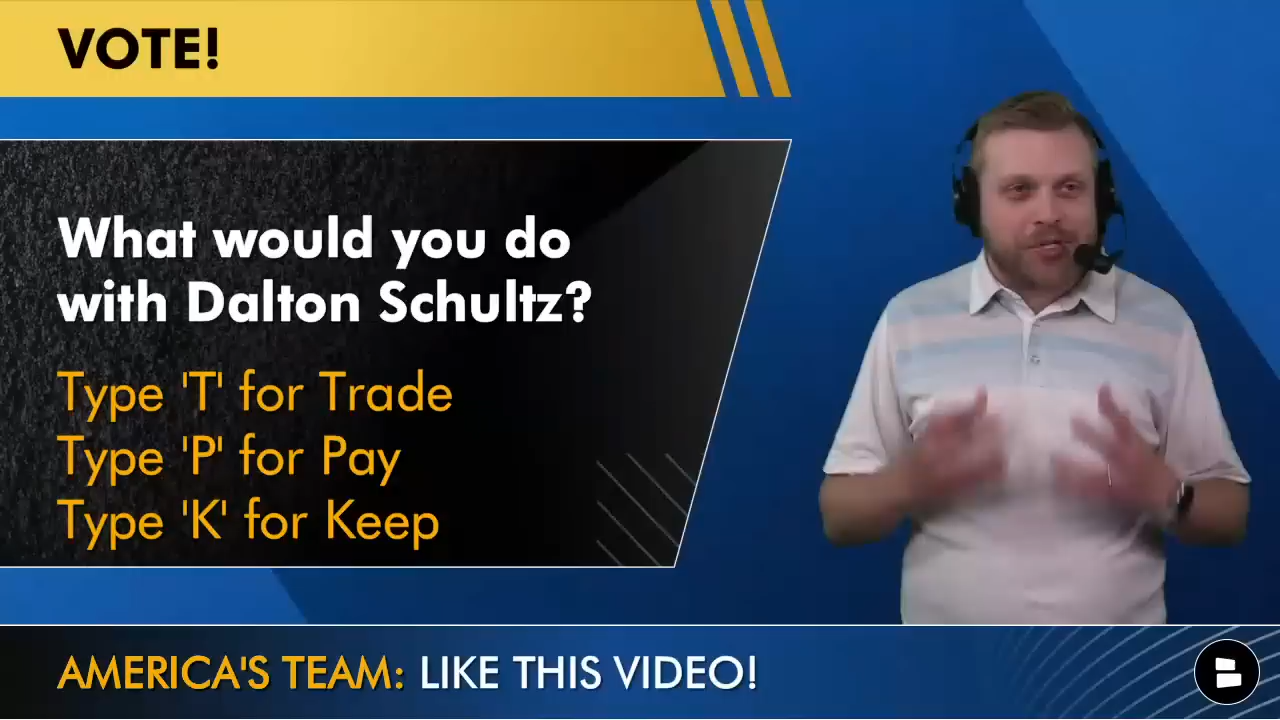 VOTE!
What would you do
with Dalton Schultz?
Type 'T' for Trade
Type 'P' for Pay
Type 'K' for Keep
AMERICA'S TEAM: LIKE THIS VIDEO!